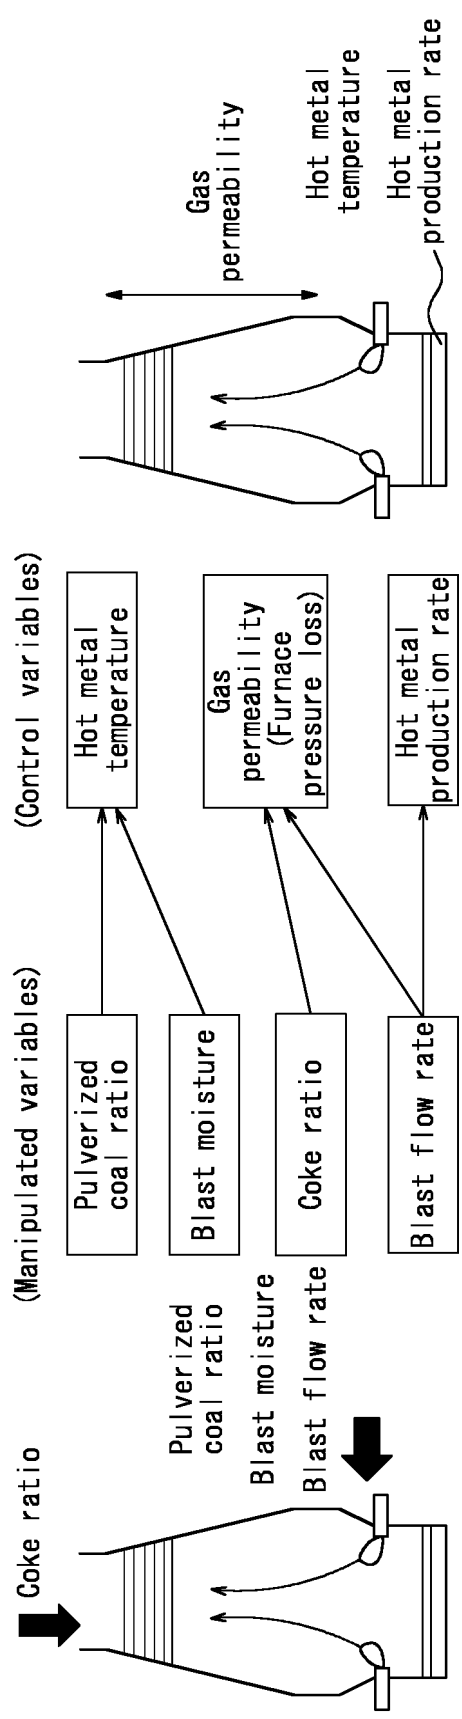 Coke ratio
Pulverized
coal ratio
Blast moisture
Blast flow rate
(Manipulated variables)
Pulverized
coal ratio
Blast moisture
Coke ratio
Blast flow rate
(Control variables)
Hot metal
temperature
Gas
permeability
(Furnace
pressure loss)
Hot metal
production rate
Gas
permeability
Hot metal
temperature
Hot metal
production rate